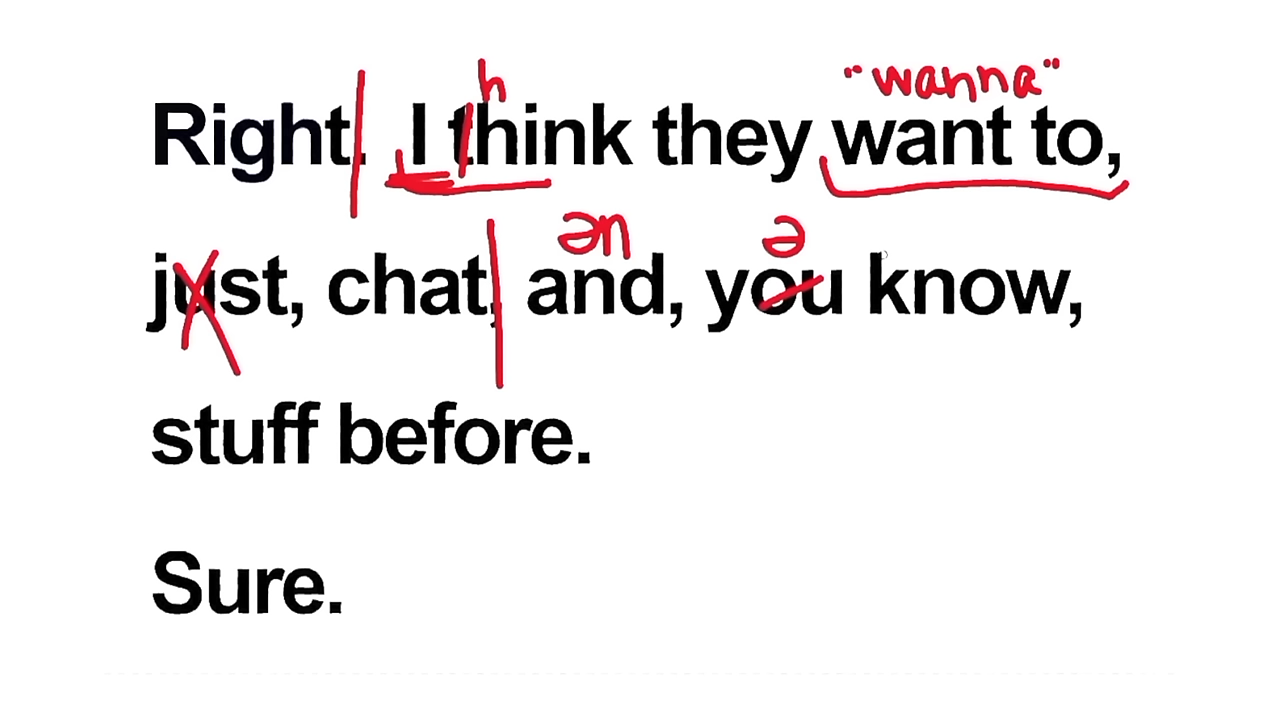 h "wanna"
Right. I think they want to,
ən ə
just, chat, and, you know,
stuff before.
Sure.